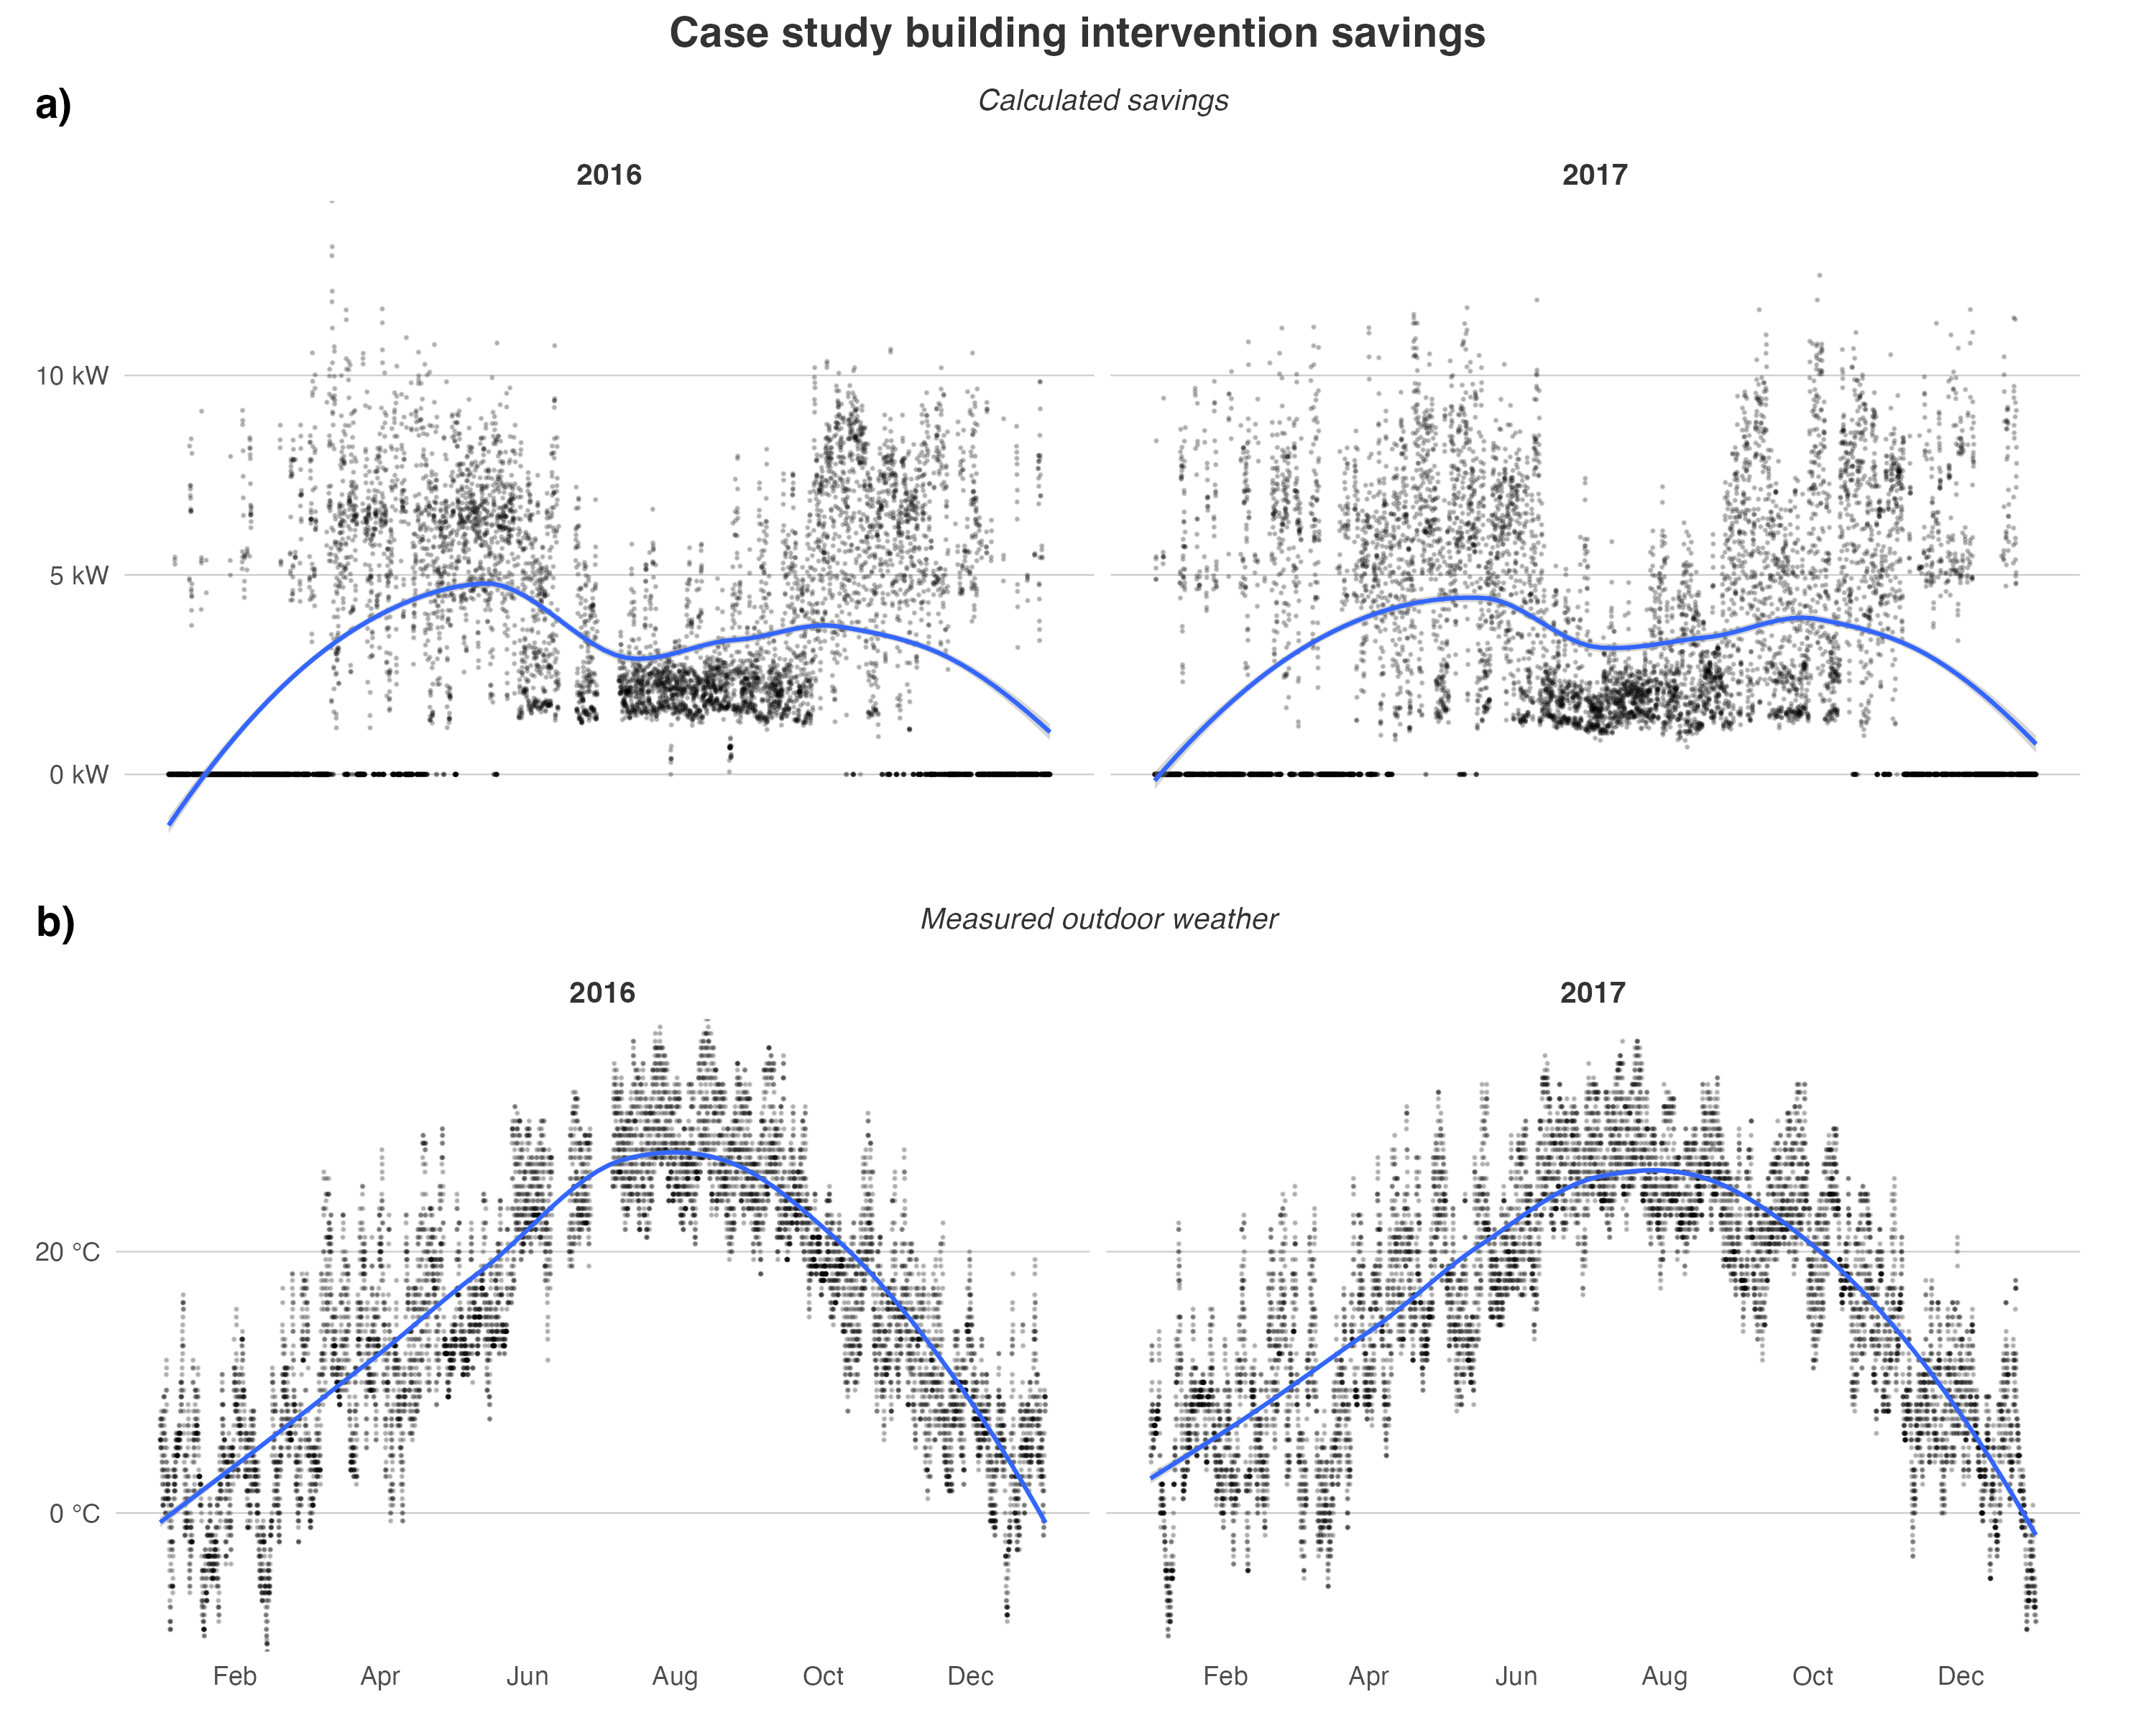 Case study building intervention savings
a)
Calculated savings
2016 2017
10 kW
5 kW
0 kW
b)
Measured outdoor weather
2016 2017
20 °C
0 °C
Feb Apr Jun Aug Oct Dec Feb Apr Jun Aug Oct Dec